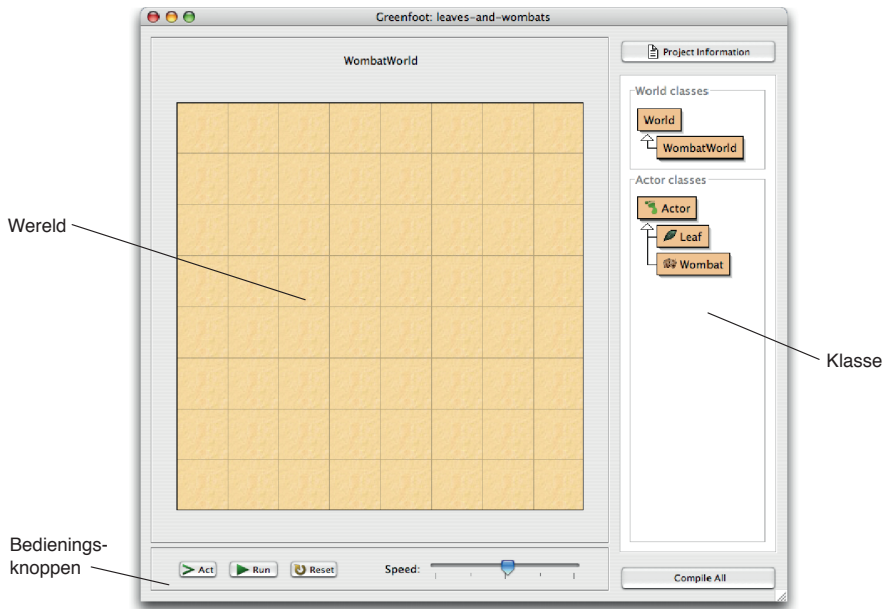 Greenfoot: leaves-and-wombats
WombatWorld
Project Information
World classes
World
WombatWorld
Actor classes
Actor
Leaf
Wombat
Wereld
Klasse
Bedienings-
knoppen
Act
Run
Reset
Speed:
Compile All